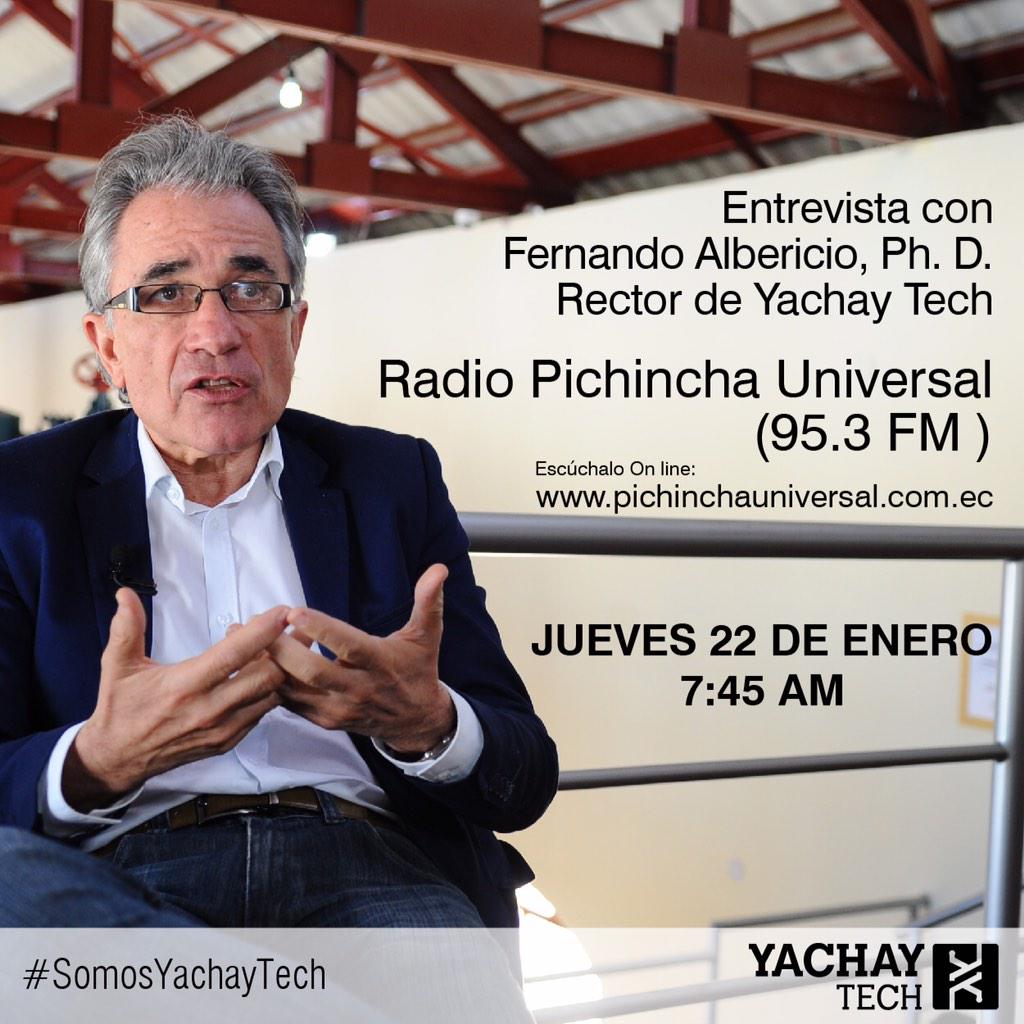 Entrevista con
Fernando Albericio, Ph. D.
Rector de Yachay Tech
Radio Pichincha Universal
(95.3 FM )
Escúchalo On line:
www.pichinchauniversal.com.ec
JUEVES 22 DE ENERO
7:45 AM
#SomosYachayTech
YACHAY
TECH